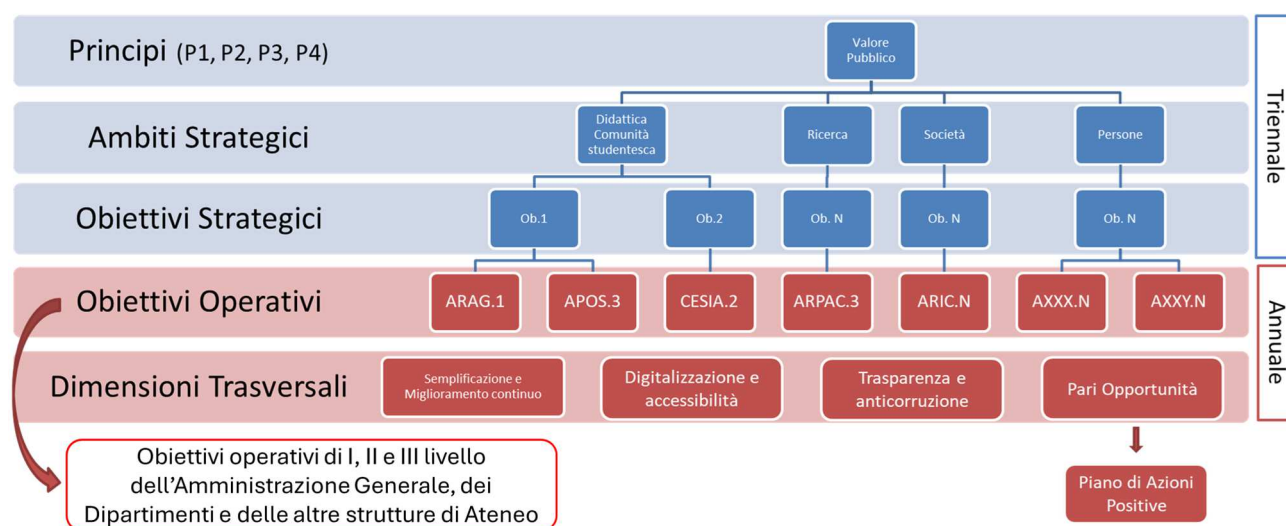 Principi (P1, P2, P3, P4)
Valore
Pubblico
Triennale
Ambiti Strategici
Didattica
Comunità
studentesca
Ricerca
Società
Persone
Obiettivi Strategici
Ob.1
Ob.2
Ob. N
Ob. N
Ob. N
Obiettivi Operativi
ARAG.1
APOS.3
CESIA.2
ARPAC.3
ARIC.N
AXXX.N
AXXY.N
Annuale
Dimensioni Trasversali
Semplificazione e
Miglioramento continuo
Digitalizzazione e
accessibilità
Trasparenza e
anticorruzione
Pari Opportunità
Obiettivi operativi di I, II e III livello
dell'Amministrazione Generale, dei
Dipartimenti e delle altre strutture di Ateneo
Piano di Azioni
Positive